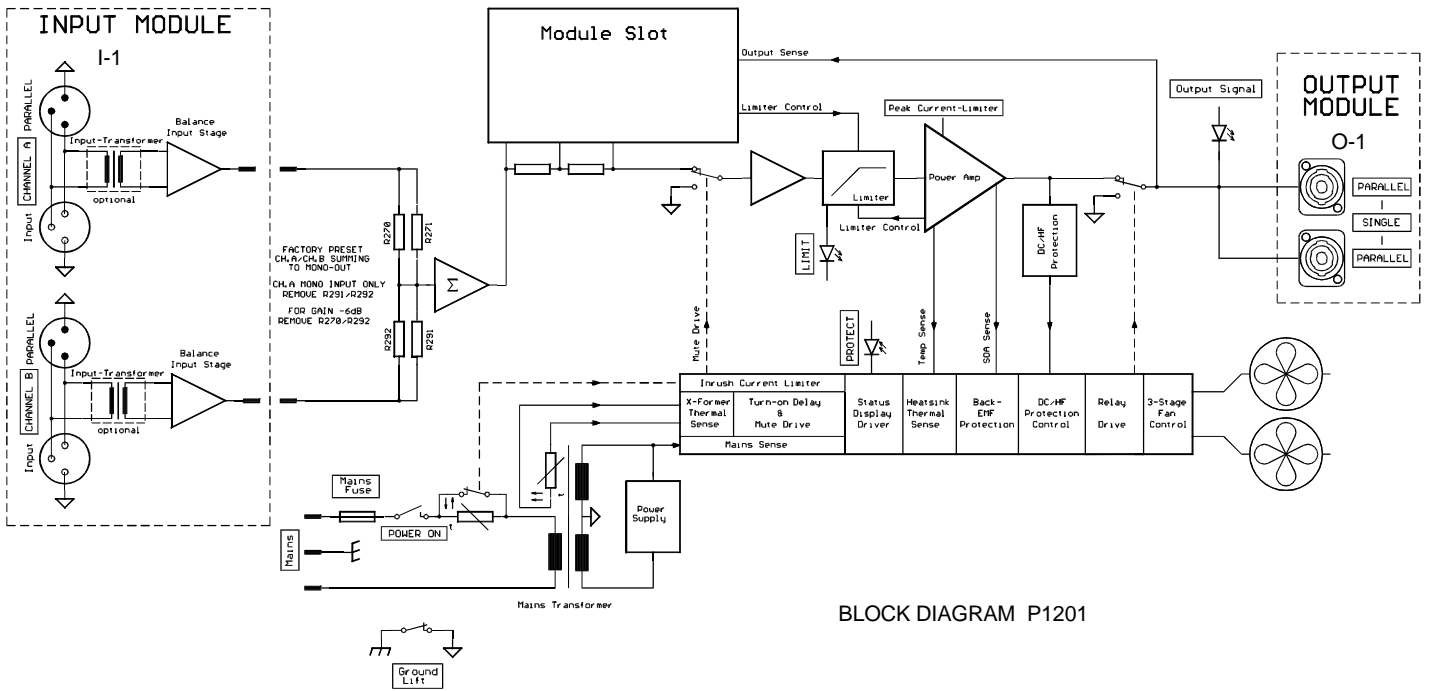 INPUT MODULE
I-1
PARALLEL
CHANNEL A
Input
Input-Transformer
optional
Balance
Input Stage
PARALLEL
CHANNEL B
Input
Input-Transformer
optional
Balance
Input Stage
FACTORY PRESET
CH.A/CH.B SUMMING
TO MONO-OUT
CH.A MONO INPUT ONLY
REMOVE R291/R292
FOR GAIN -6dB
REMOVE R270/R292
R270
R271
R292
R291
Σ
Module Slot
Output Sense
Limiter Control
Peak Current-Limiter
Power Amp
Limiter
Limiter Control
LIMIT
DC/HF
Protection
Output Signal
OUTPUT
MODULE
O-1
PARALLEL
SINGLE
PARALLEL
Mute Drive
PROTECT
Temp Sense
SOA Sense
Inrush Current Limiter
X-Former
Thermal
Sense
Turn-on Delay
&
Mute Drive
Mains Sense
Status
Display
Driver
Heatsink
Thermal
Sense
Back-
EMF
Protection
DC/HF
Protection
Control
Relay
Drive
3-Stage
Fan
Control
Mains
Fuse
POWER ON
t
t
Mains
Power
Supply
Mains Transformer
Ground
Lift
BLOCK DIAGRAM P1201